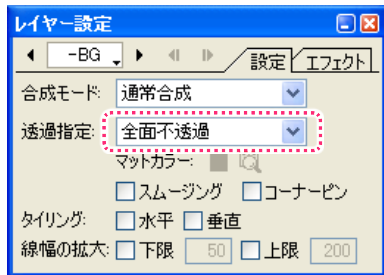 レイヤー設定
-BG 設定 エフェクト
合成モード: 通常合成
透過指定: 全面不透過
マットカラー:
スムージング コーナーピン
タイリング: 水平 垂直
線幅の拡大: 下限 50 上限 200